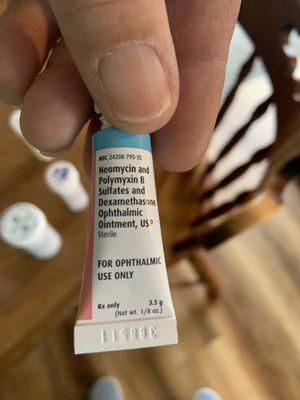 NDC 24208-795-35
Neomycin and
Polymyxin B
Sulfates and
Dexamethasone
Ophthalmic
Ointment, USP
Sterile
FOR OPHTHALMIC
USE ONLY
Rx only 3.5 g
(Net wt. 1/8 oz.)
388511